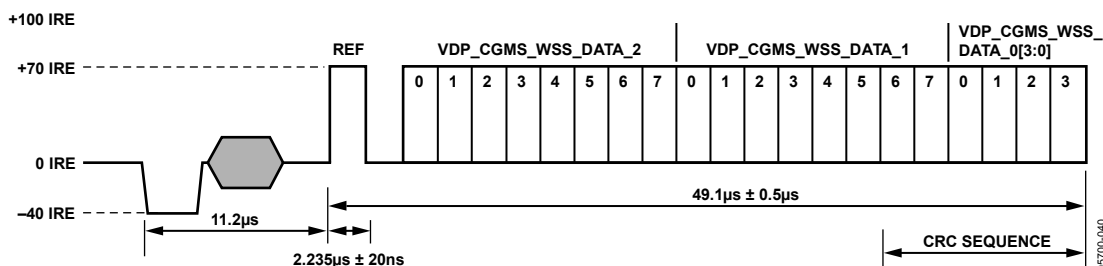 +100 IRE
REF
VDP_CGMS_WSS_DATA_2
VDP_CGMS_WSS_DATA_1
VDP_CGMS_WSS_
DATA_0[3:0]
+70 IRE
0 1 2 3 4 5 6 7 0 1 2 3 4 5 6 7 0 1 2 3
0 IRE
49.1µs ± 0.5µs
–40 IRE
11.2µs
CRC SEQUENCE
2.235µs ± 20ns
05700-040